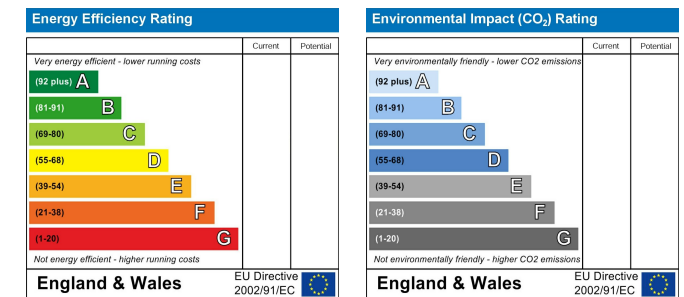 Energy Efficiency Rating
Current Potential
Very energy efficient - lower running costs
(92 plus) A
(81-91) B
(69-80) C
(55-68) D
(39-54) E
(21-38) F
(1-20) G
Not energy efficient - higher running costs
England & Wales
EU Directive
2002/91/EC
Environmental Impact (CO₂) Rating
Current Potential
Very environmentally friendly - lower CO2 emissions
(92 plus) A
(81-91) B
(69-80) C
(55-68) D
(39-54) E
(21-38) F
(1-20) G
Not environmentally friendly - higher CO2 emissions
England & Wales
EU Directive
2002/91/EC